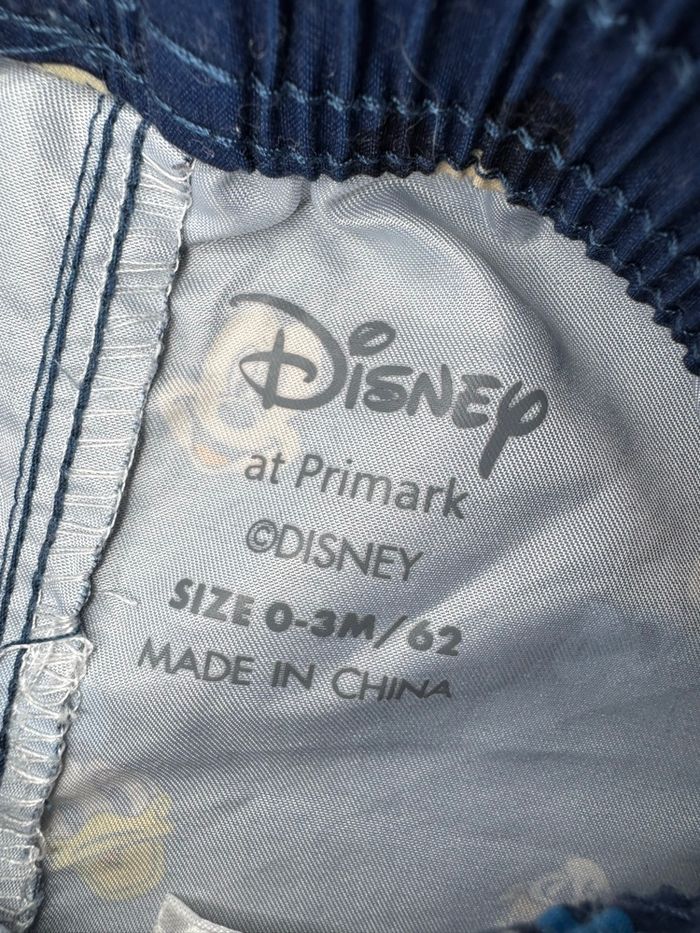 Disney
at Primark
©DISNEY
SIZE 0-3M/62
MADE IN CHINA